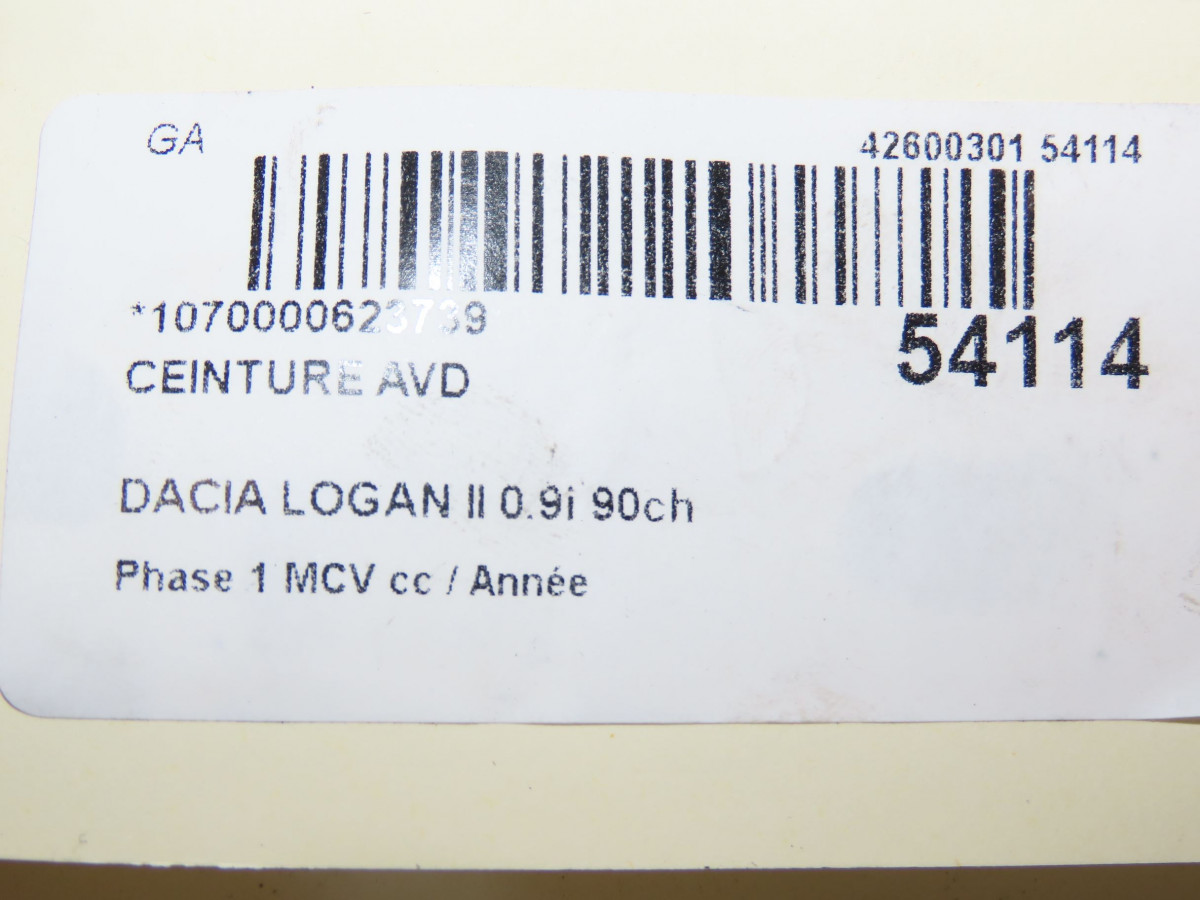 GA
42600301 54114
*1070000623739
54114
CEINTURE AVD
DACIA LOGAN II 0.9i 90ch
Phase 1 MCV cc / Année